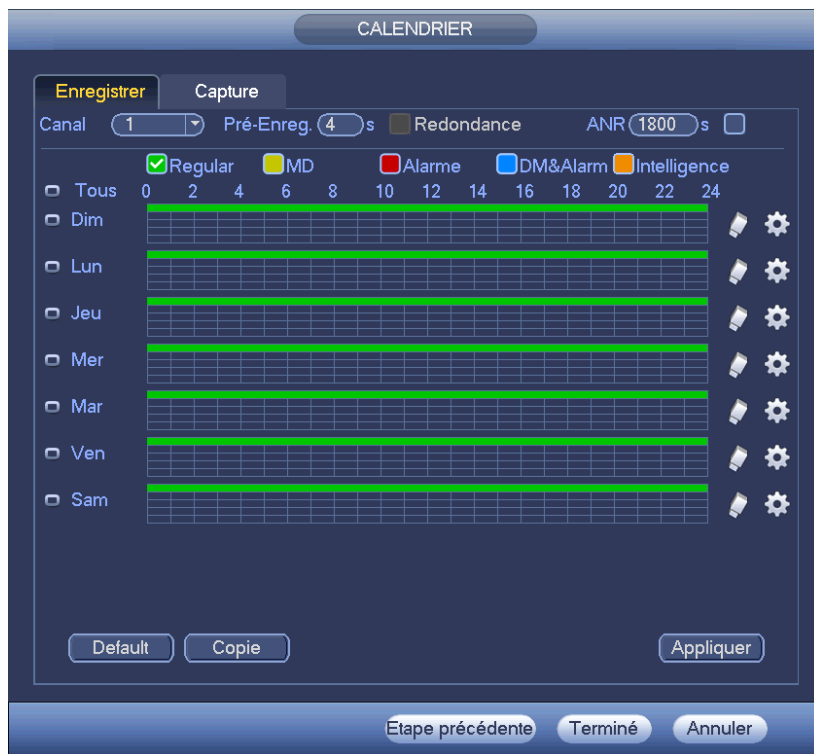 CALENDRIER
Enregistrer Capture
Canal 1 Pré-Enreg. 4 s Redondance ANR 1800 s
Regular MD Alarme DM&Alarm Intelligence
Tous 0 2 4 6 8 10 12 14 16 18 20 22 24
Dim
Lun
Jeu
Mer
Mar
Ven
Sam
Default Copie Appliquer
Etape précédente Terminé Annuler